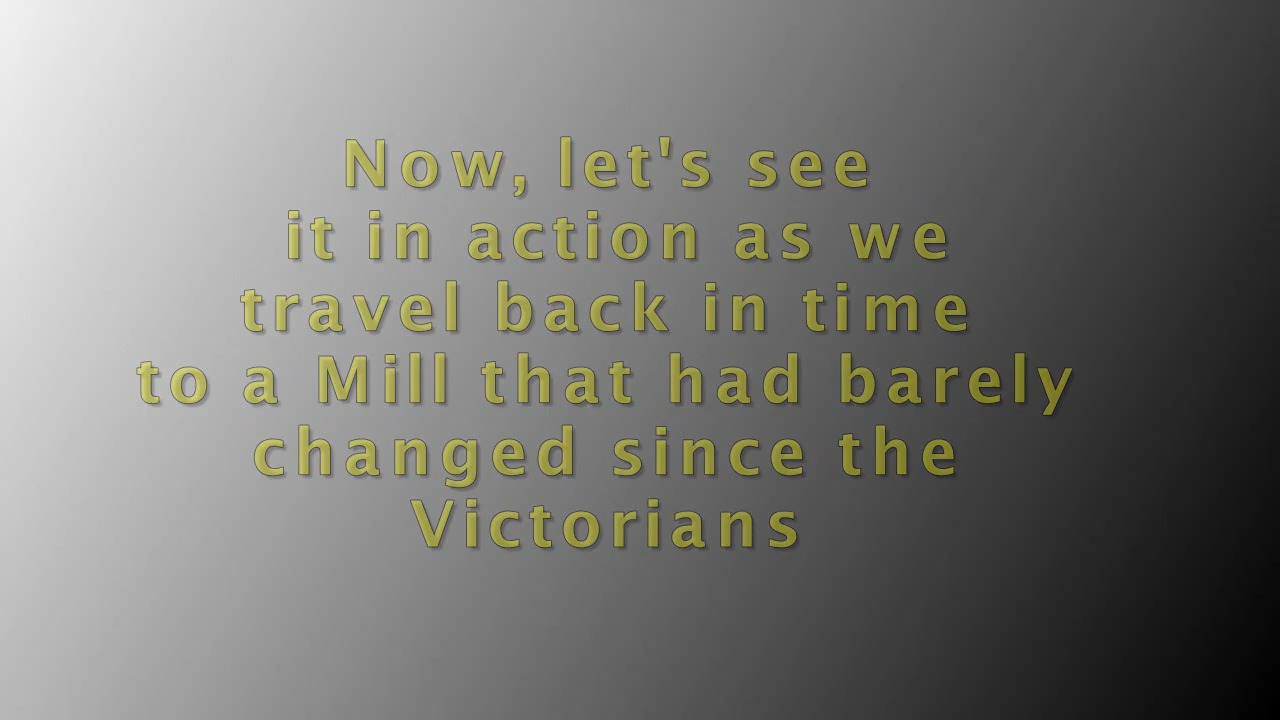 Now, let's see
it in action as we
travel back in time
to a Mill that had barely
changed since the
Victorians